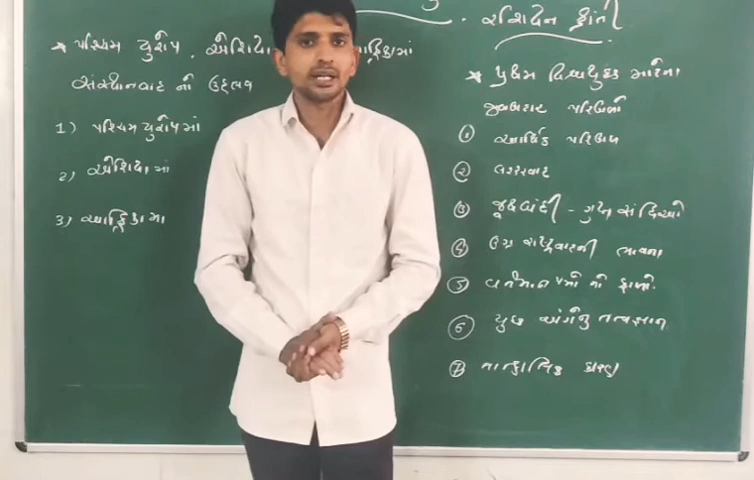 રશિયન ક્રાંતી
* પશ્ચિમ યુરોપ, એશિયા
આફ્રિકામાં
સંસ્થાનવાદ નો ઉદ્દભવ
1) પશ્ચિમ યુરોપમાં
2) એશિયામાં
3) આફ્રિકામાં
* પ્રથમ વિશ્વયુદ્ધ માટેના
જવાબદાર પરિબળો
① આર્થિક પરિબળ
② લશ્કરવાદ
③ જૂથબંધી - ગુપ્ત સંધિઓ
④ ઉગ્ર રાષ્ટ્રવાદની ભાવના
⑤ વર્તમાનપત્રો નો ફાળો.
⑥ યુદ્ધ અંગેનું તત્વજ્ઞાન
⑦ તાત્કાલિક કારણ